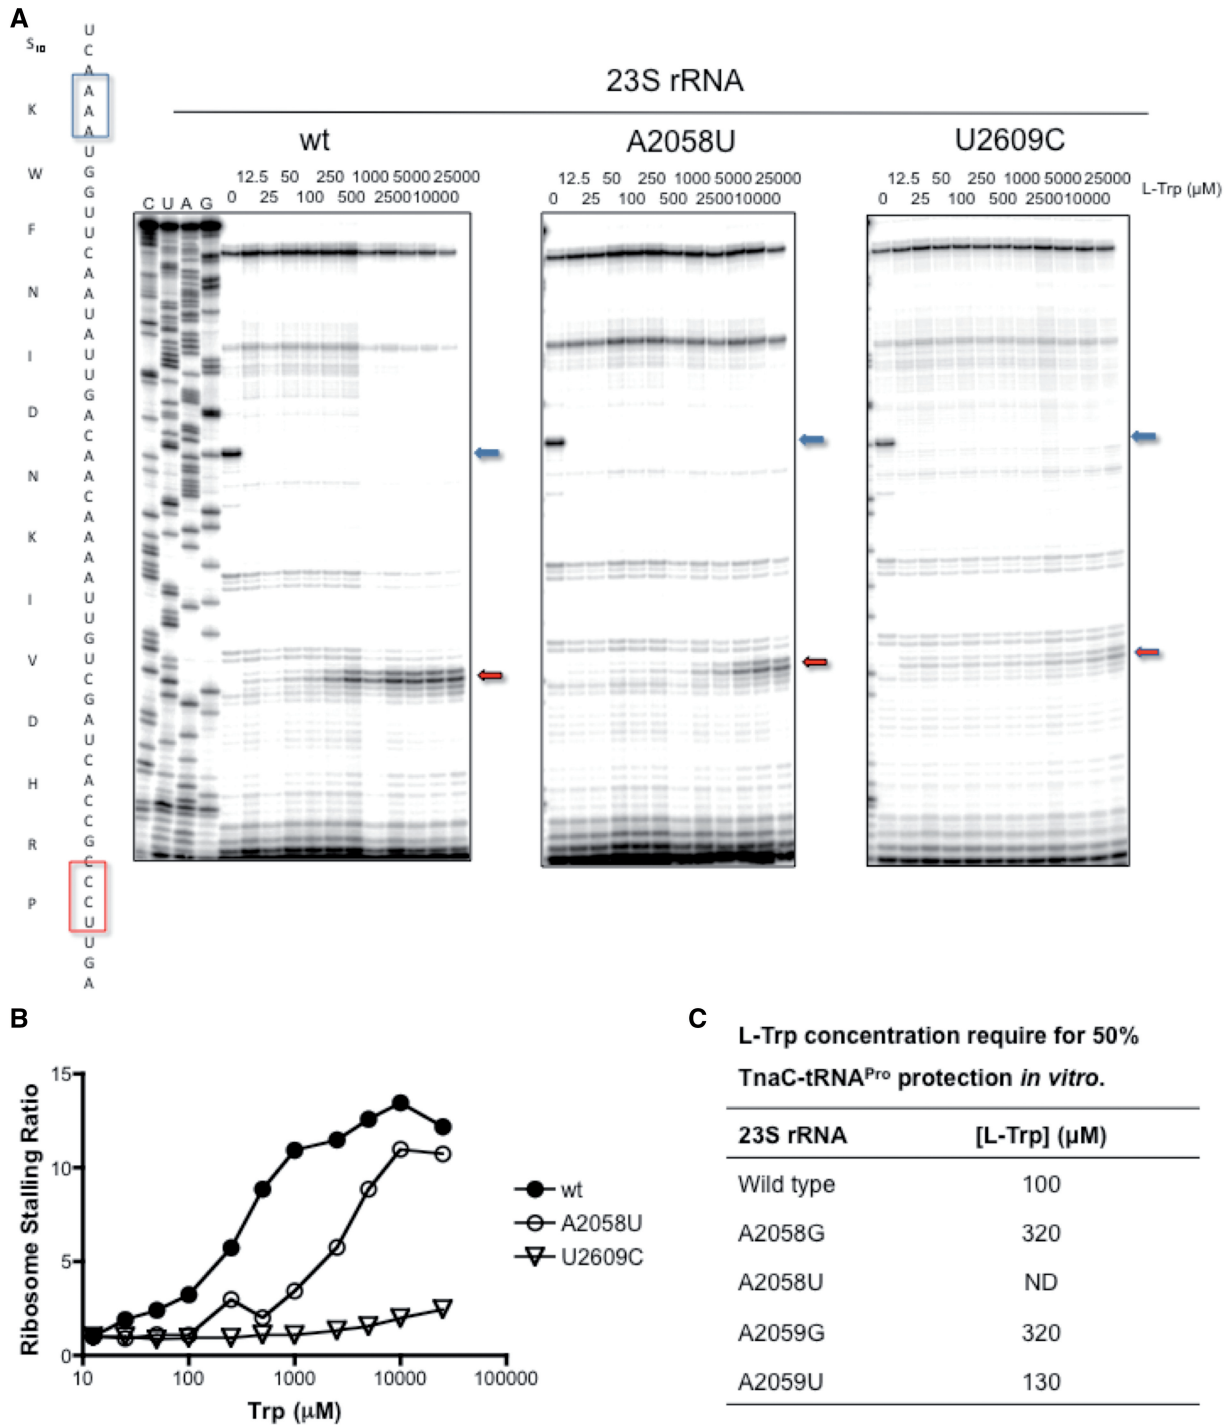 A
23S rRNA
wt
A2058U
U2609C
12.5 50 250 1000 5000 25000
0 25 100 500 2500 10000
12.5 50 250 1000 5000 25000
0 25 100 500 2500 10000
12.5 50 250 1000 5000 25000
0 25 100 500 2500 10000
L-Trp (µM)
C U A G
S10
K
W
F
N
I
D
N
K
I
V
D
H
R
P
U
C
A
A
A
A
U
G
G
U
U
C
A
A
U
A
U
U
G
A
C
A
A
C
A
A
A
A
U
U
G
U
C
G
A
U
C
A
C
C
G
C
C
C
U
U
G
A
B
Ribosome Stalling Ratio
15
10
5
0
10 100 1000 10000 100000
Trp (µM)
wt
A2058U
U2609C
C
L-Trp concentration require for 50%
TnaC-tRNAPro protection in vitro.
23S rRNA [L-Trp] (µM)
Wild type 100
A2058G 320
A2058U ND
A2059G 320
A2059U 130